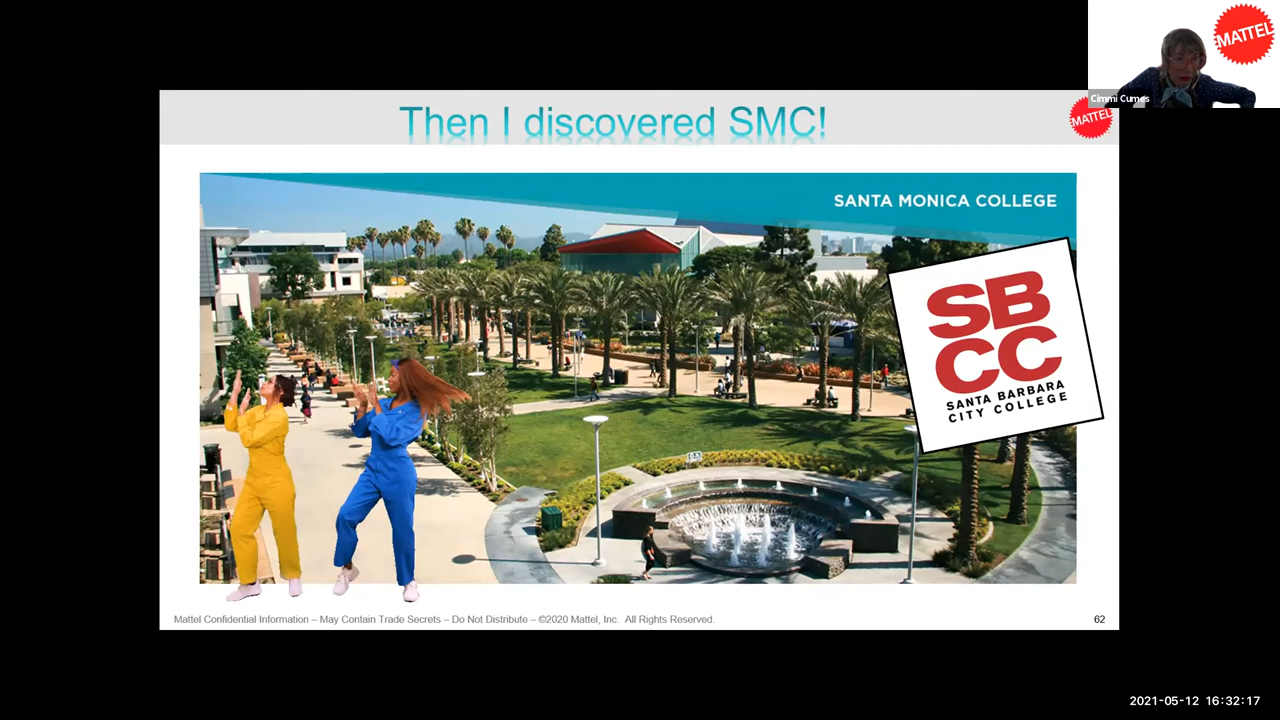 MATTEL
Cimmi Cumes
Then I discovered SMC!
MATTEL
SANTA MONICA COLLEGE
SB
CC
SANTA BARBARA
CITY COLLEGE
Mattel Confidential Information – May Contain Trade Secrets – Do Not Distribute – ©2020 Mattel, Inc. All Rights Reserved.
62
2021-05-12 16:32:17